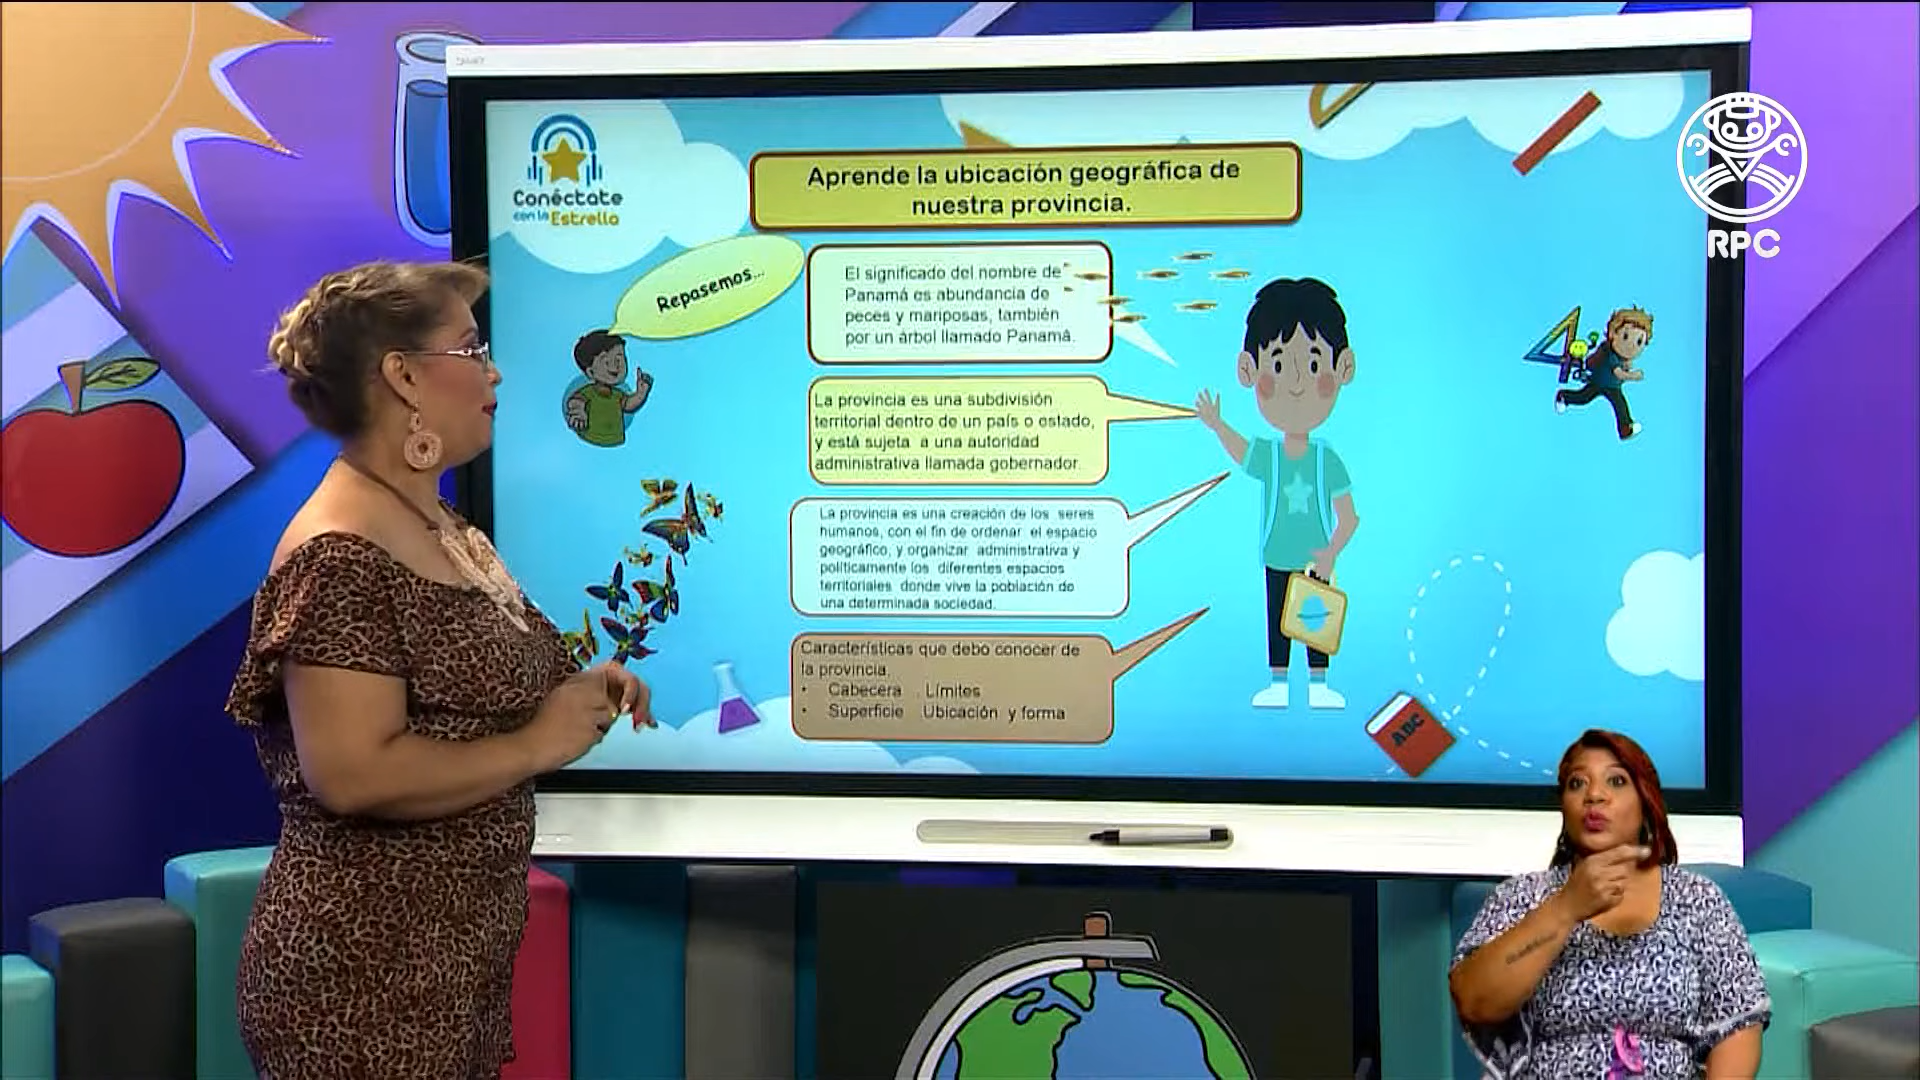 SMART
Conéctate
con la Estrella
Aprende la ubicación geográfica de
nuestra provincia.
RPC
Repasemos...
El significado del nombre de
Panamá es abundancia de
peces y mariposas, también
por un árbol llamado Panamá.
4
La provincia es una subdivisión
territorial dentro de un país o estado,
y está sujeta a una autoridad
administrativa llamada gobernador.
La provincia es una creación de los seres
humanos, con el fin de ordenar el espacio
geográfico, y organizar administrativa y
políticamente los diferentes espacios
territoriales donde vive la población de
una determinada sociedad.
Características que debo conocer de
la provincia.
• Cabecera . Límites
• Superficie Ubicación y forma
ABC